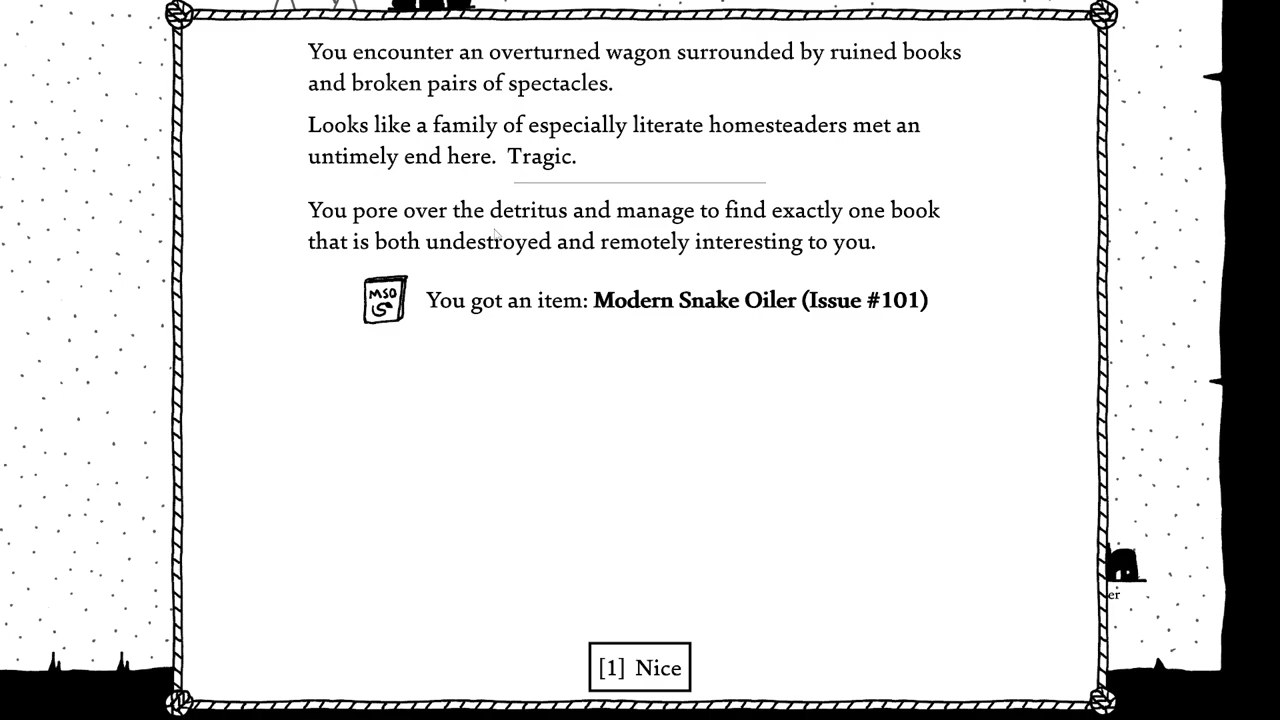 You encounter an overturned wagon surrounded by ruined books
and broken pairs of spectacles.
Looks like a family of especially literate homesteaders met an
untimely end here.  Tragic.
You pore over the detritus and manage to find exactly one book
that is both undestroyed and remotely interesting to you.
MSO
You got an item: Modern Snake Oiler (Issue #101)
er
[1] Nice